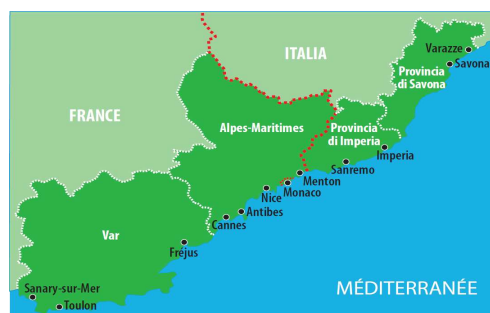 ITALIA
Varazze
Savona
Provincia
di Savona
FRANCE
Alpes-Maritimes
Provincia
di Imperia
Imperia
Sanremo
Menton
Monaco
Nice
Antibes
Cannes
Var
Fréjus
Sanary-sur-Mer
Toulon
MÉDITERRANÉE